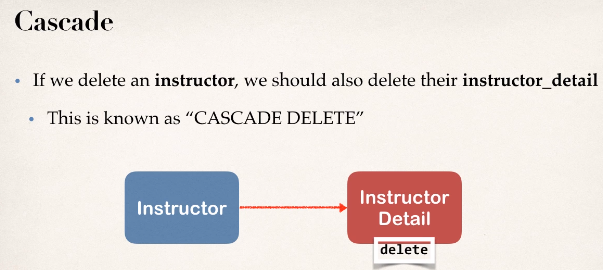 Cascade
• If we delete an instructor, we should also delete their instructor_detail
• This is known as “CASCADE DELETE”
Instructor
Instructor
Detail
delete